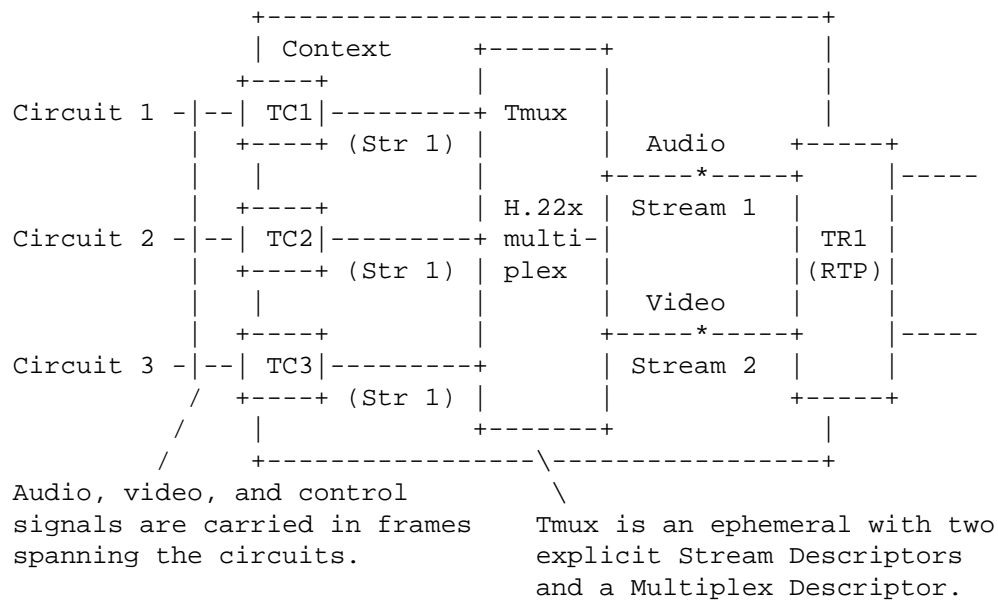 Context
Circuit 1 TC1 Tmux
(Str 1) Audio
H.22x Stream 1
Circuit 2 TC2 multi- TR1
(Str 1) plex (RTP)
Video
Circuit 3 TC3 Stream 2
(Str 1)
Audio, video, and control
signals are carried in frames
spanning the circuits.
Tmux is an ephemeral with two
explicit Stream Descriptors
and a Multiplex Descriptor.